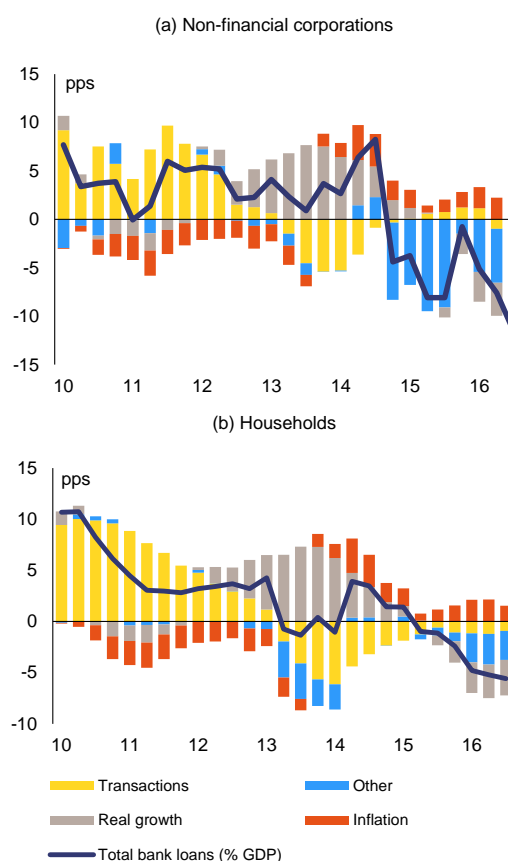 (a) Non-financial corporations
15
pps
10
5
0
-5
-10
-15
10 11 12 13 14 15 16
(b) Households
15
pps
10
5
0
-5
-10
10 11 12 13 14 15 16
Transactions Other
Real growth Inflation
Total bank loans (% GDP)